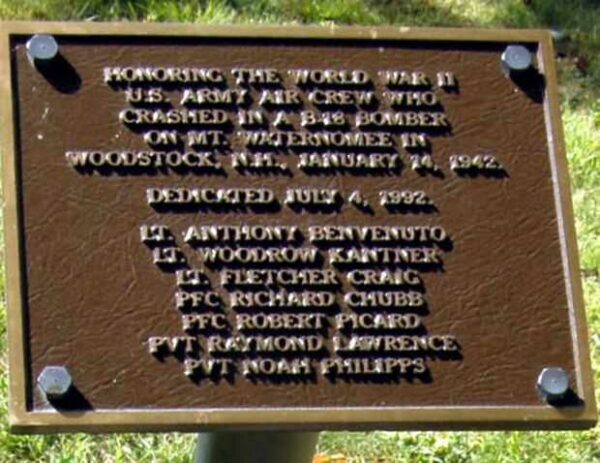 HONORING THE WORLD WAR II
U.S. ARMY AIR CREW WHO
CRASHED IN A B-18 BOMBER
ON MT. WATERNOMEE IN
WOODSTOCK, N.H., JANUARY 14, 1942.
DEDICATED JULY 4, 1992.
LT. ANTHONY BENVENUTO
LT. WOODROW KANTNER
LT. FLETCHER CRAIG
PFC RICHARD CHUBB
PFC ROBERT PICARD
PVT RAYMOND LAWRENCE
PVT NOAH PHILIPPS